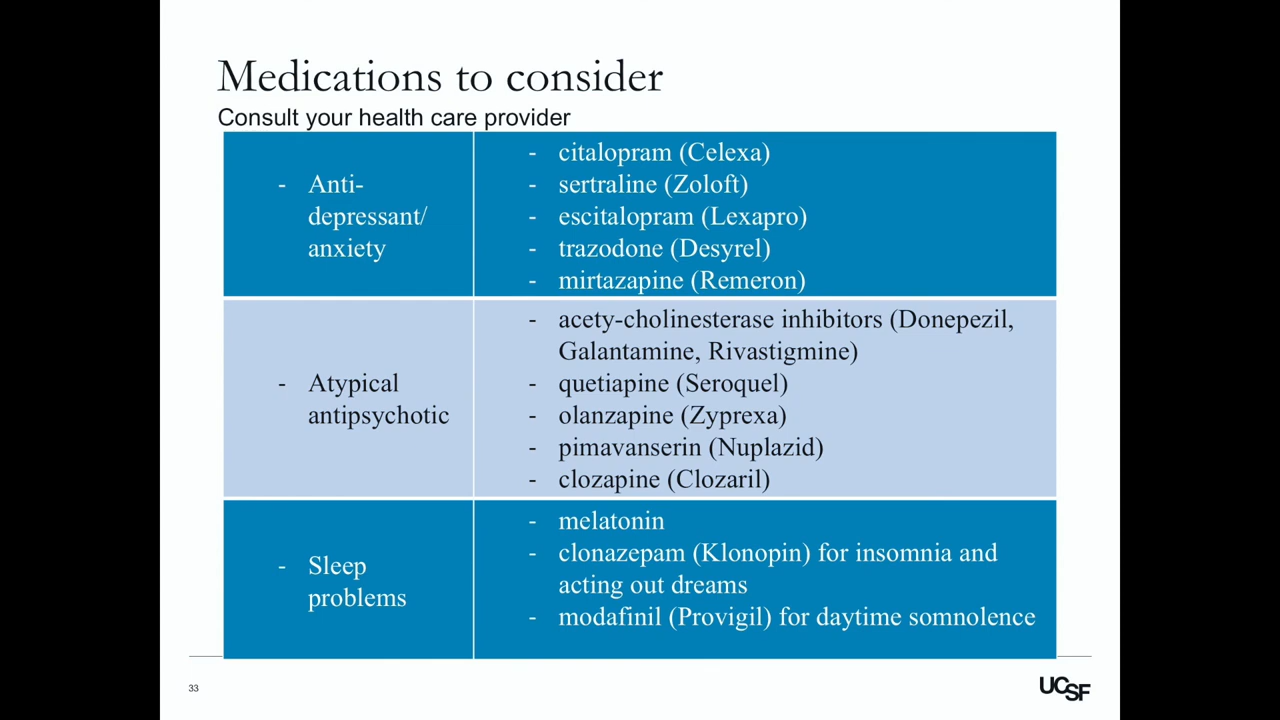 Medications to consider
Consult your health care provider
- Anti-
depressant/
anxiety
- citalopram (Celexa)
- sertraline (Zoloft)
- escitalopram (Lexapro)
- trazodone (Desyrel)
- mirtazapine (Remeron)
- Atypical
antipsychotic
- acety-cholinesterase inhibitors (Donepezil,
Galantamine, Rivastigmine)
- quetiapine (Seroquel)
- olanzapine (Zyprexa)
- pimavanserin (Nuplazid)
- clozapine (Clozaril)
- Sleep
problems
- melatonin
- clonazepam (Klonopin) for insomnia and
acting out dreams
- modafinil (Provigil) for daytime somnolence
33
UCSF